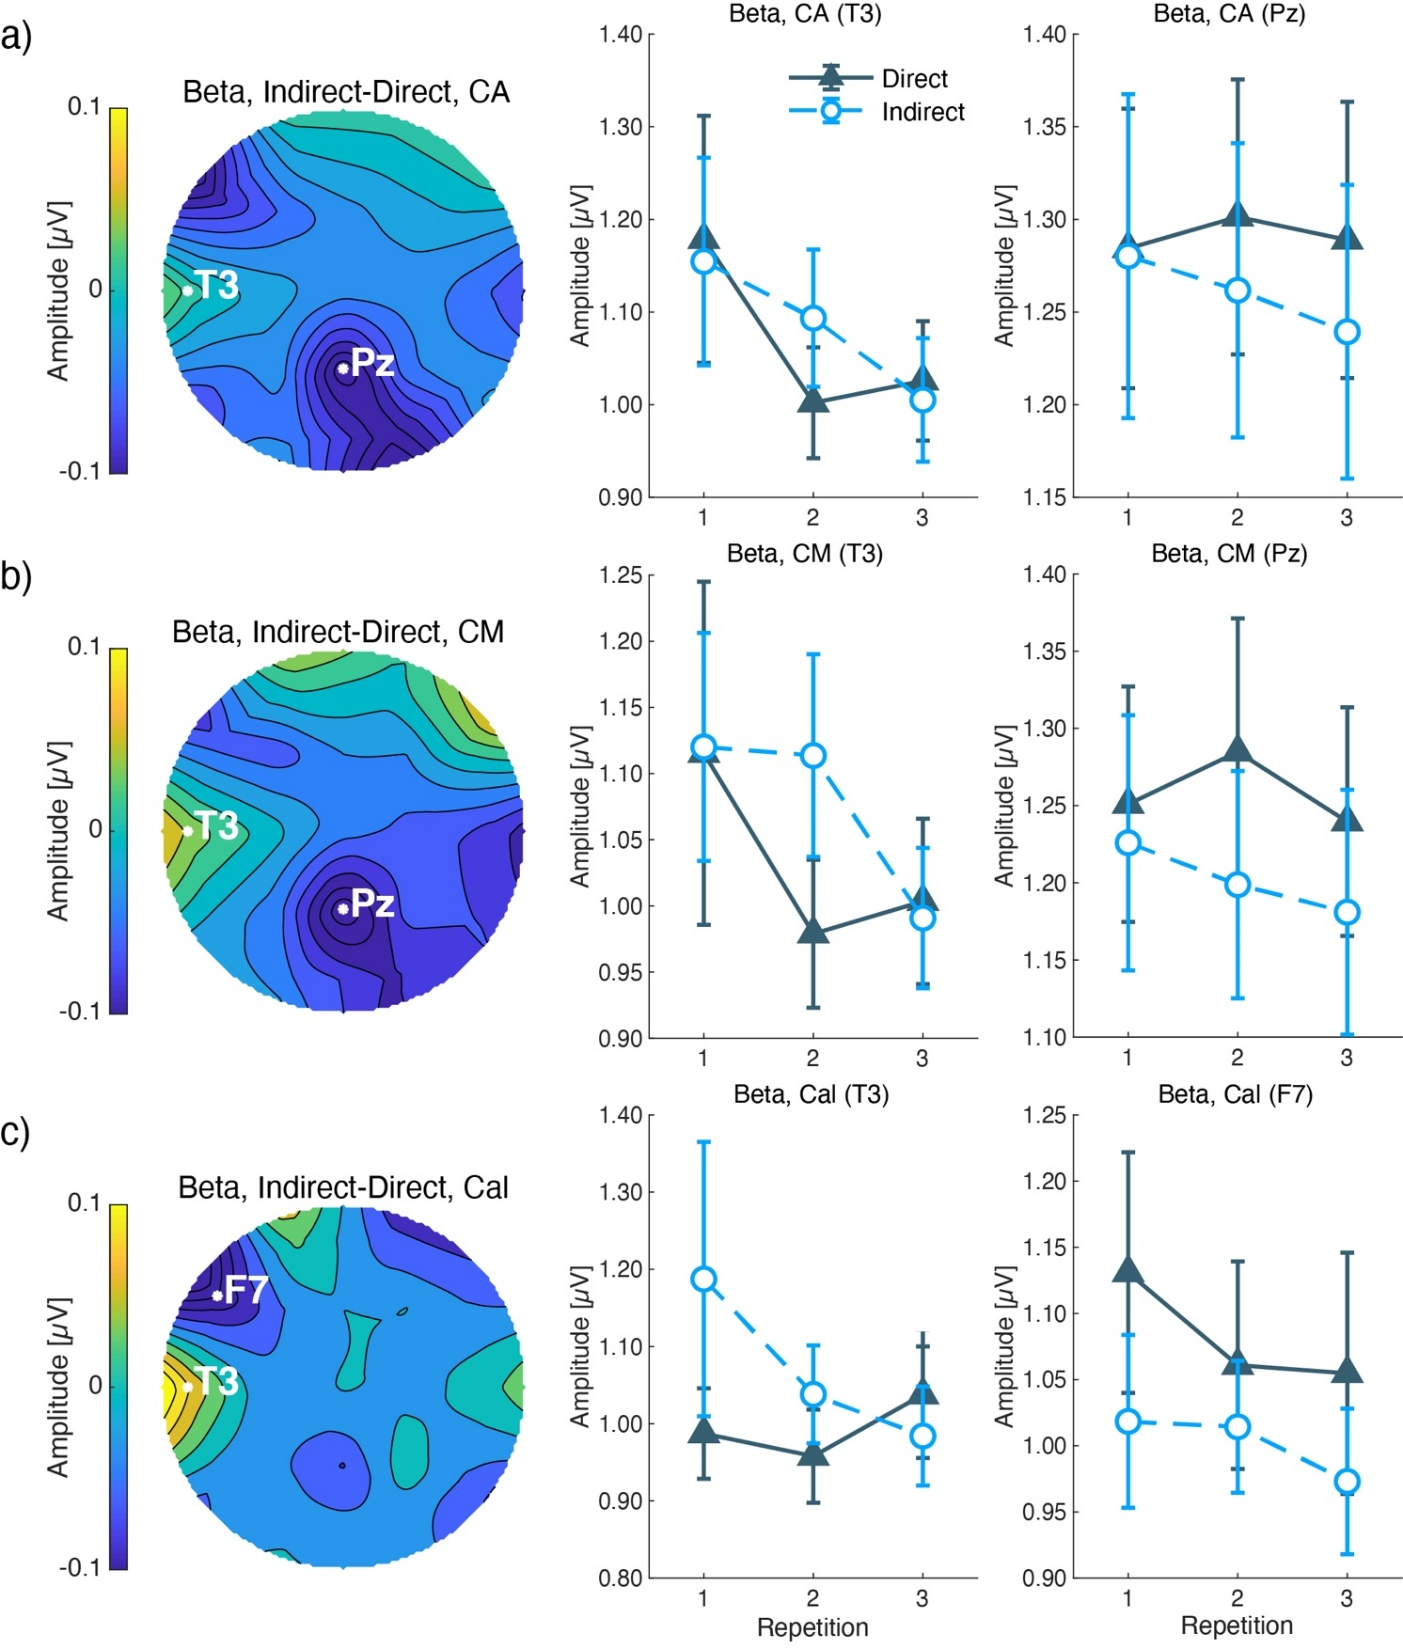 a)
Beta, Indirect-Direct, CA
0.1
0
-0.1
Amplitude [µV]
T3
Pz
Beta, CA (T3)
1.40
1.30
1.20
1.10
1.00
0.90
Amplitude [µV]
1 2 3
Direct
Indirect
Beta, CA (Pz)
1.40
1.35
1.30
1.25
1.20
1.15
Amplitude [µV]
1 2 3
b)
Beta, Indirect-Direct, CM
0.1
0
-0.1
Amplitude [µV]
T3
Pz
Beta, CM (T3)
1.25
1.20
1.15
1.10
1.05
1.00
0.95
0.90
Amplitude [µV]
1 2 3
Beta, CM (Pz)
1.40
1.35
1.30
1.25
1.20
1.15
1.10
Amplitude [µV]
1 2 3
c)
Beta, Indirect-Direct, Cal
0.1
0
-0.1
Amplitude [µV]
F7
T3
Beta, Cal (T3)
1.40
1.30
1.20
1.10
1.00
0.90
0.80
Amplitude [µV]
1 2 3
Repetition
Beta, Cal (F7)
1.25
1.20
1.15
1.10
1.05
1.00
0.95
0.90
Amplitude [µV]
1 2 3
Repetition